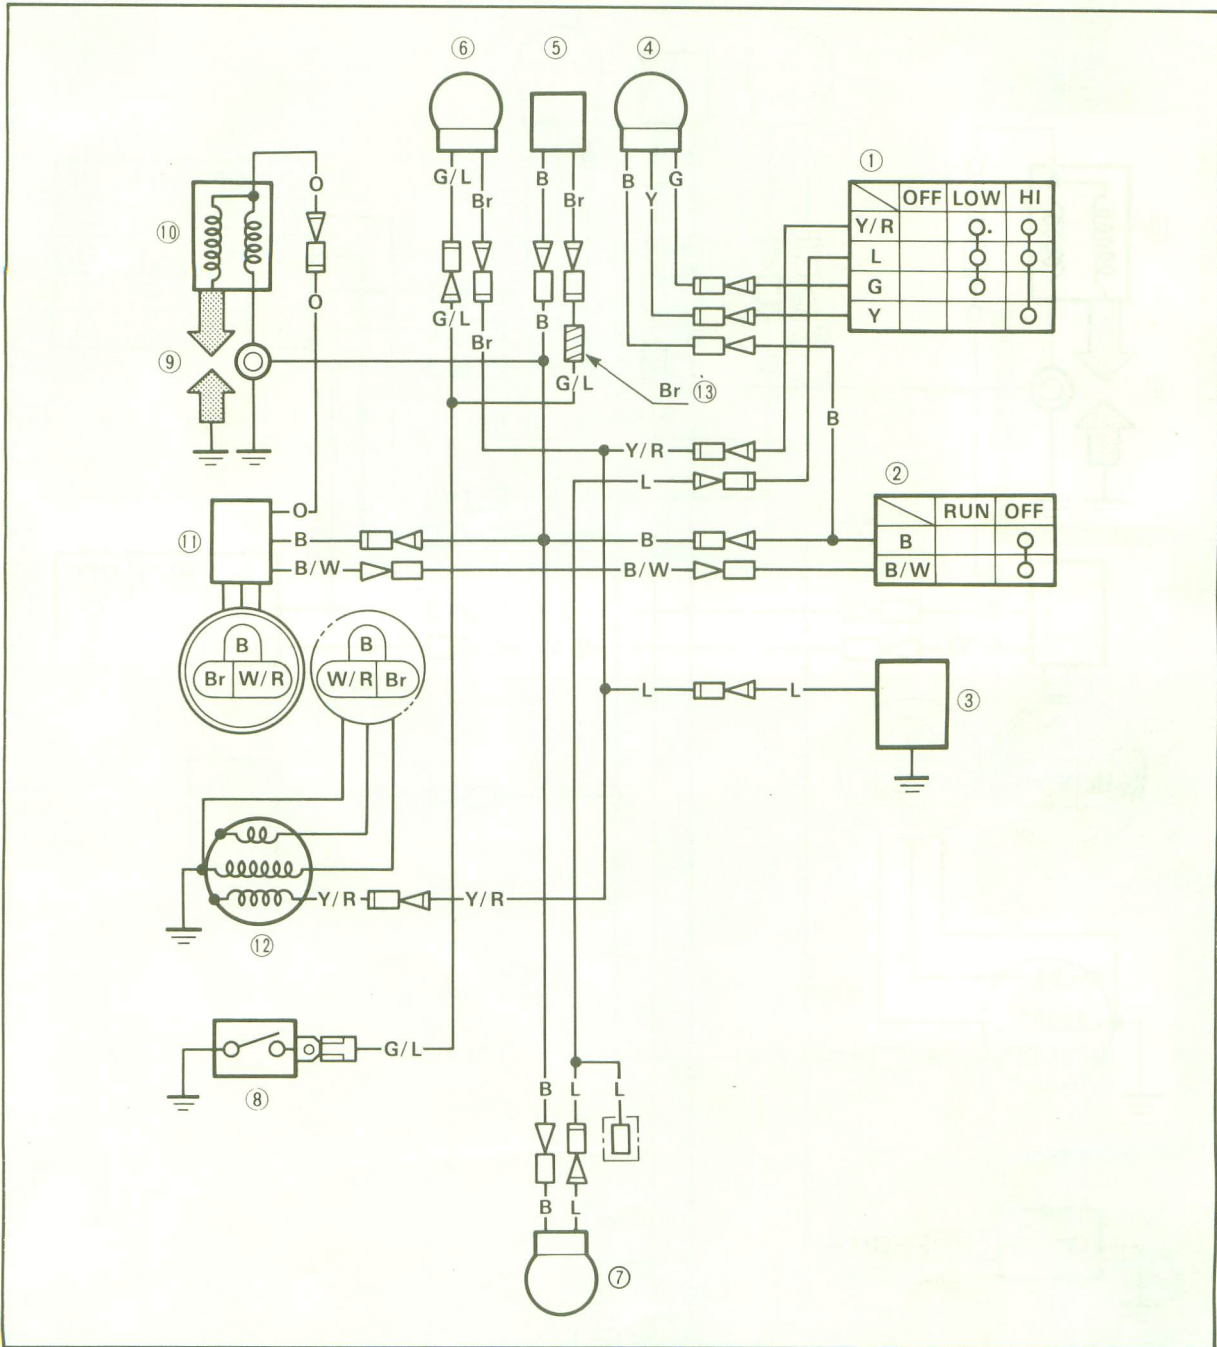 ⑥ ⑤ ④
①
OFF LOW HI
Y/R
L
G
Y
G/L Br B Br B Y G
O
⑩
O
G/L Br B
⑨
G/L
Br ⑬
B
Y/R
L
②
RUN OFF
B
B/W
O
⑪ B B
B/W B/W
B B
Br W/R W/R Br
L L
③
Y/R Y/R
⑫
G/L
⑧
B L L
B L
⑦